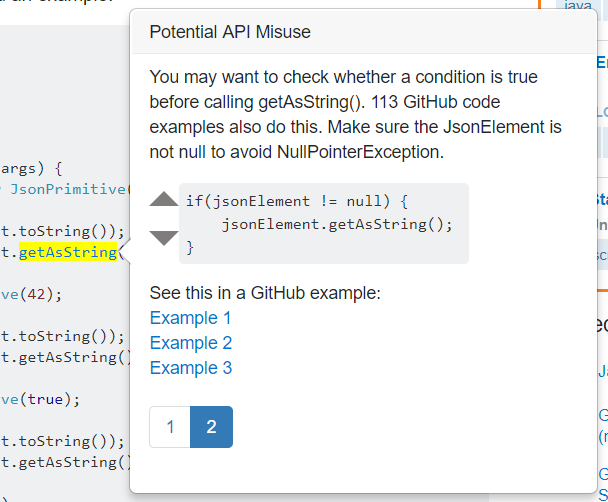 an example:
java
Potential API Misuse
You may want to check whether a condition is true
before calling getAsString(). 113 GitHub code
examples also do this. Make sure the JsonElement is
not null to avoid NullPointerException.
args) {
JsonPrimitive(
if(jsonElement != null) {
jsonElement.getAsString();
}
t.toString());
t.getAsString(
See this in a GitHub example:
ve(42);
Example 1
t.toString());
Example 2
t.getAsString()
Example 3
ve(true);
1 2
t.toString());
t.getAsString()